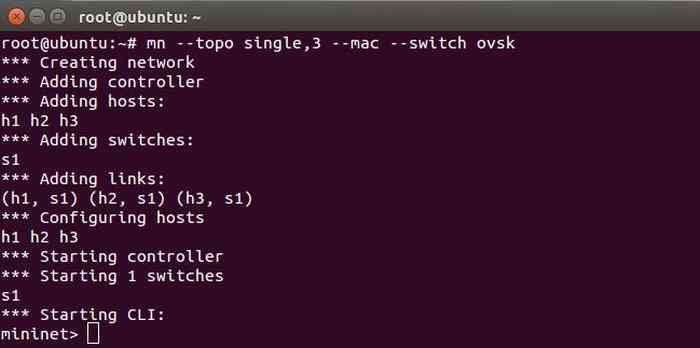 root@ubuntu: ~
root@ubuntu:~# mn --topo single,3 --mac --switch ovsk
*** Creating network
*** Adding controller
*** Adding hosts:
h1 h2 h3
*** Adding switches:
s1
*** Adding links:
(h1, s1) (h2, s1) (h3, s1)
*** Configuring hosts
h1 h2 h3
*** Starting controller
*** Starting 1 switches
s1
*** Starting CLI:
mininet>